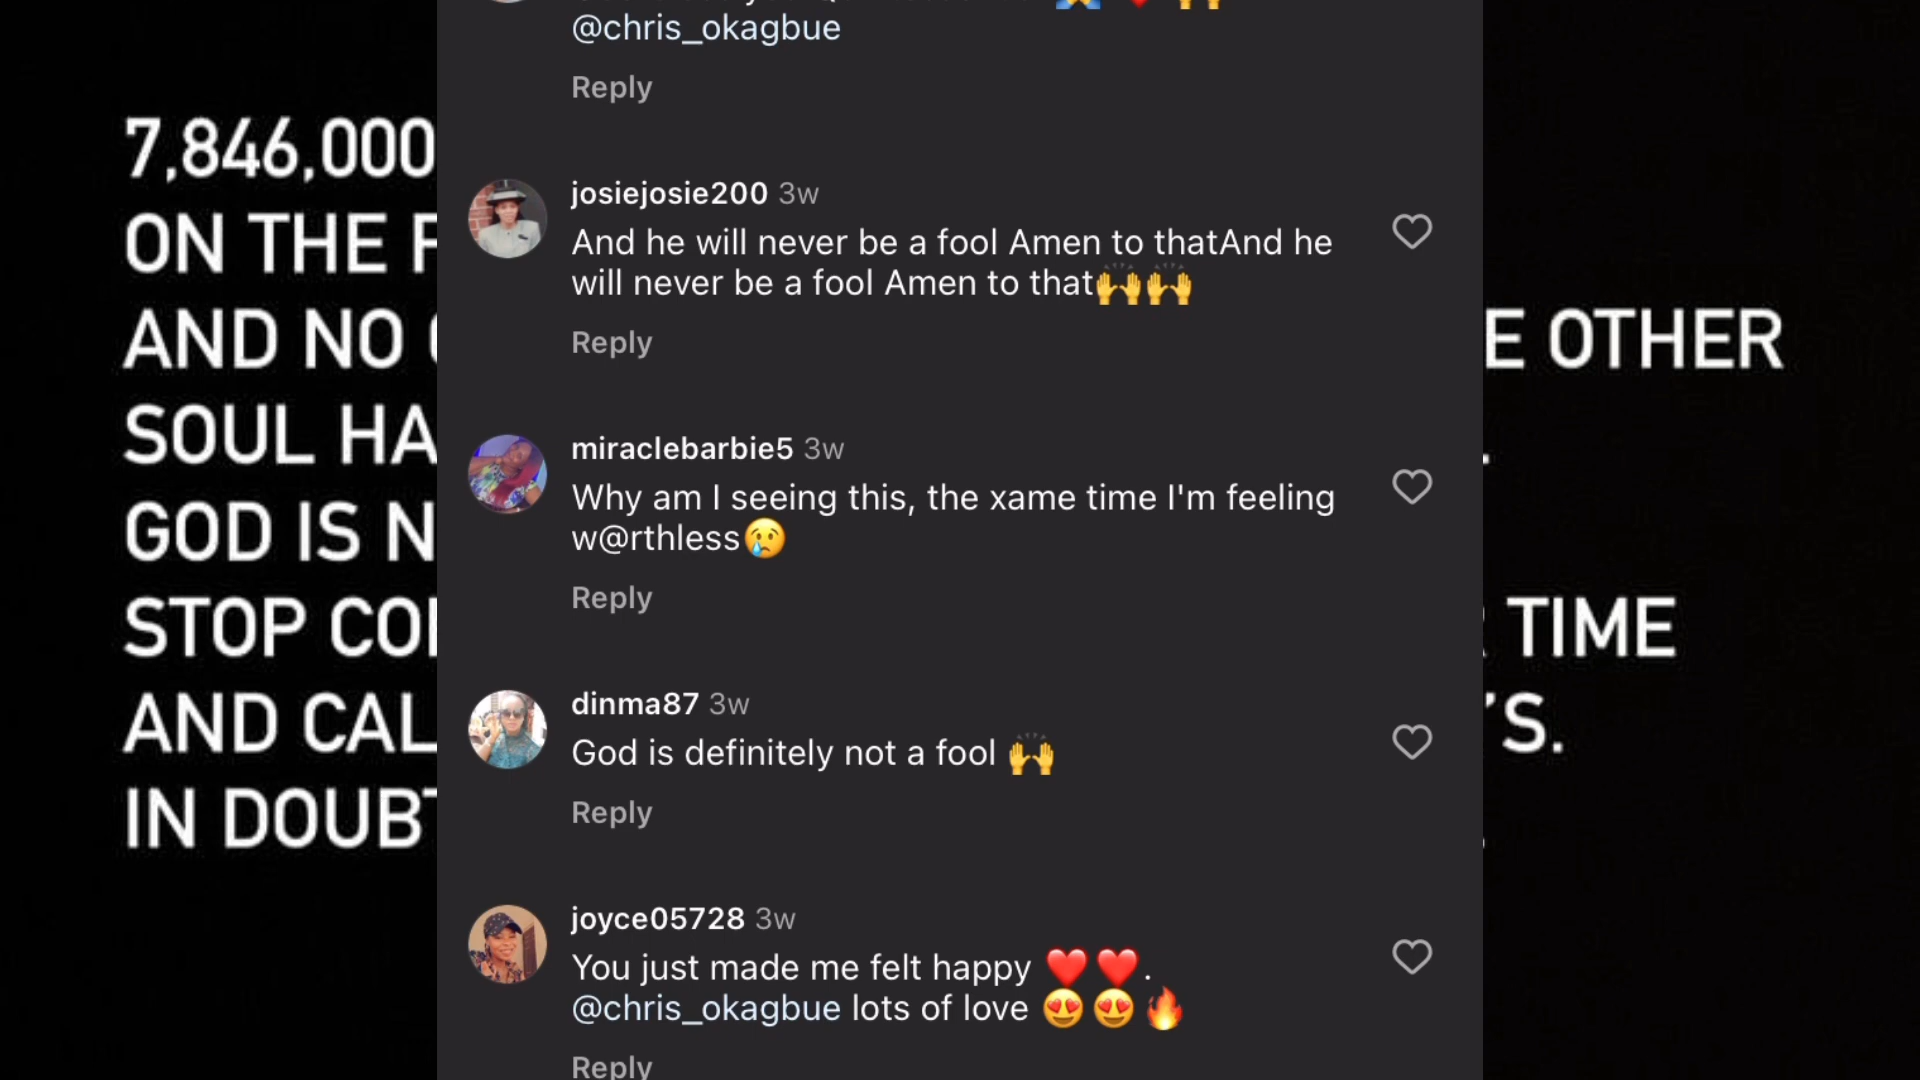 @chris_okagbue
Reply
josiejosie200 3w
And he will never be a fool Amen to thatAnd he
will never be a fool Amen to that🙌🙌
Reply
miraclebarbie5 3w
Why am I seeing this, the xame time I'm feeling
w@rthless😢
Reply
dinma87 3w
God is definitely not a fool 🙌
Reply
joyce05728 3w
You just made me felt happy ❤️❤️.
@chris_okagbue lots of love 😍😍🔥
Reply
7,846,000
ON THE
AND NO E OTHER
SOUL HA
GOD IS N
STOP CO TIME
AND CAL 'S.
IN DOUBT